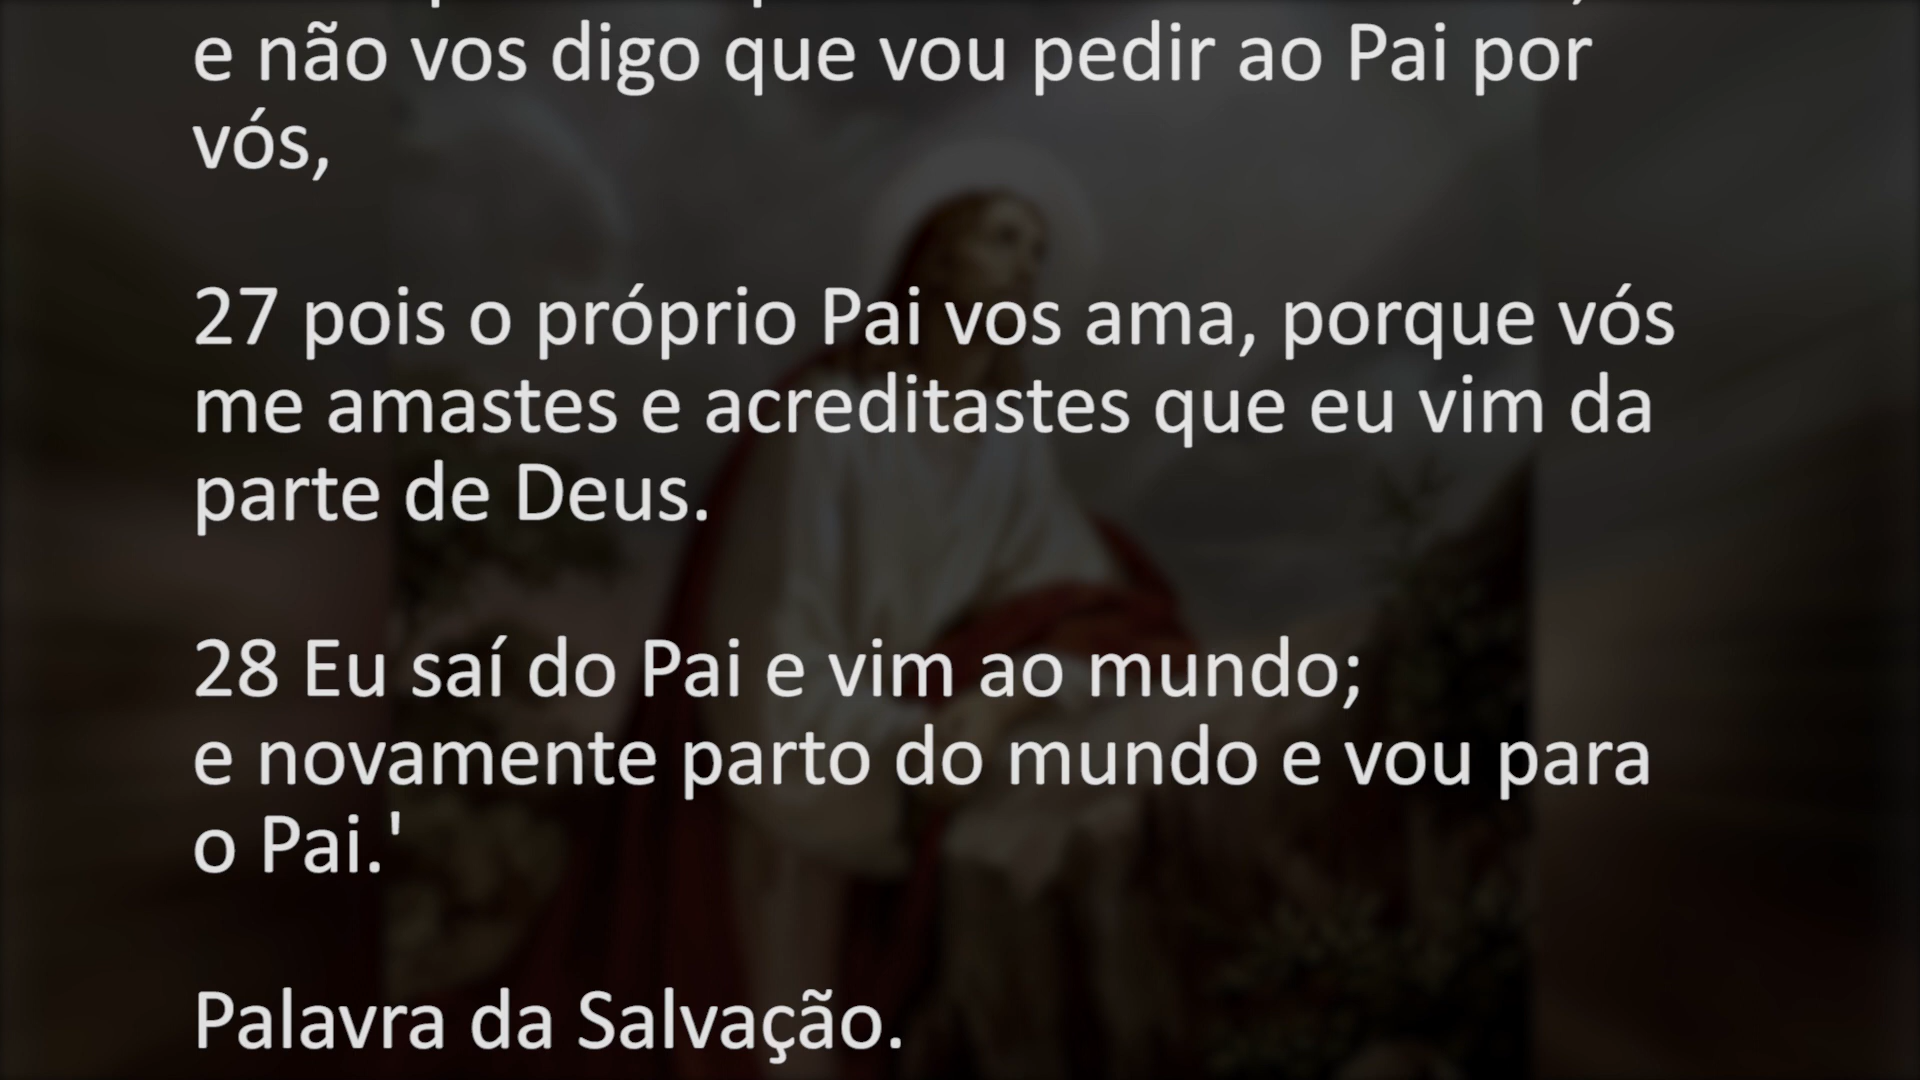 e não vos digo que vou pedir ao Pai por
vós,
27 pois o próprio Pai vos ama, porque vós
me amastes e acreditastes que eu vim da
parte de Deus.
28 Eu saí do Pai e vim ao mundo;
e novamente parto do mundo e vou para
o Pai.'
Palavra da Salvação.